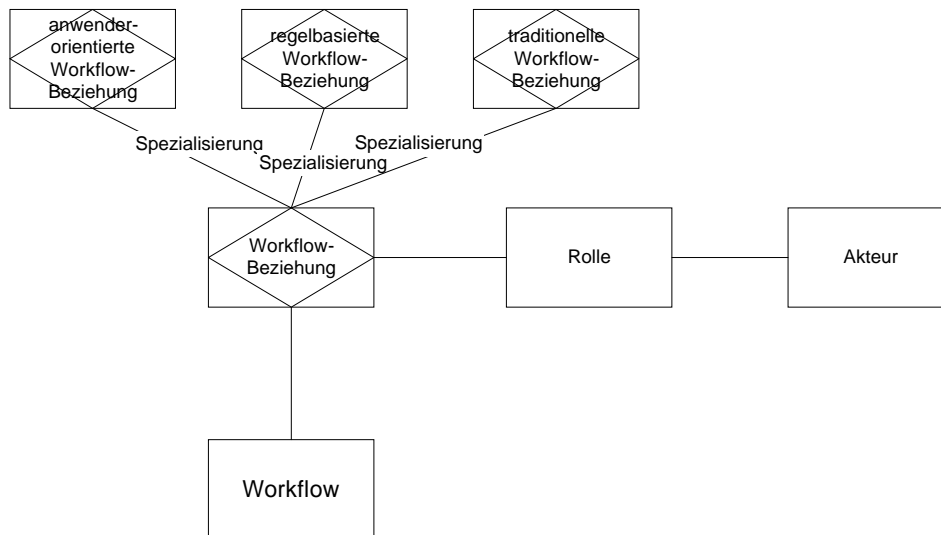 anwender-
orientierte
Workflow-
Beziehung
regelbasierte
Workflow-
Beziehung
traditionelle
Workflow-
Beziehung
Spezialisierung
Spezialisierung
Spezialisierung
Workflow-
Beziehung
Rolle
Akteur
Workflow